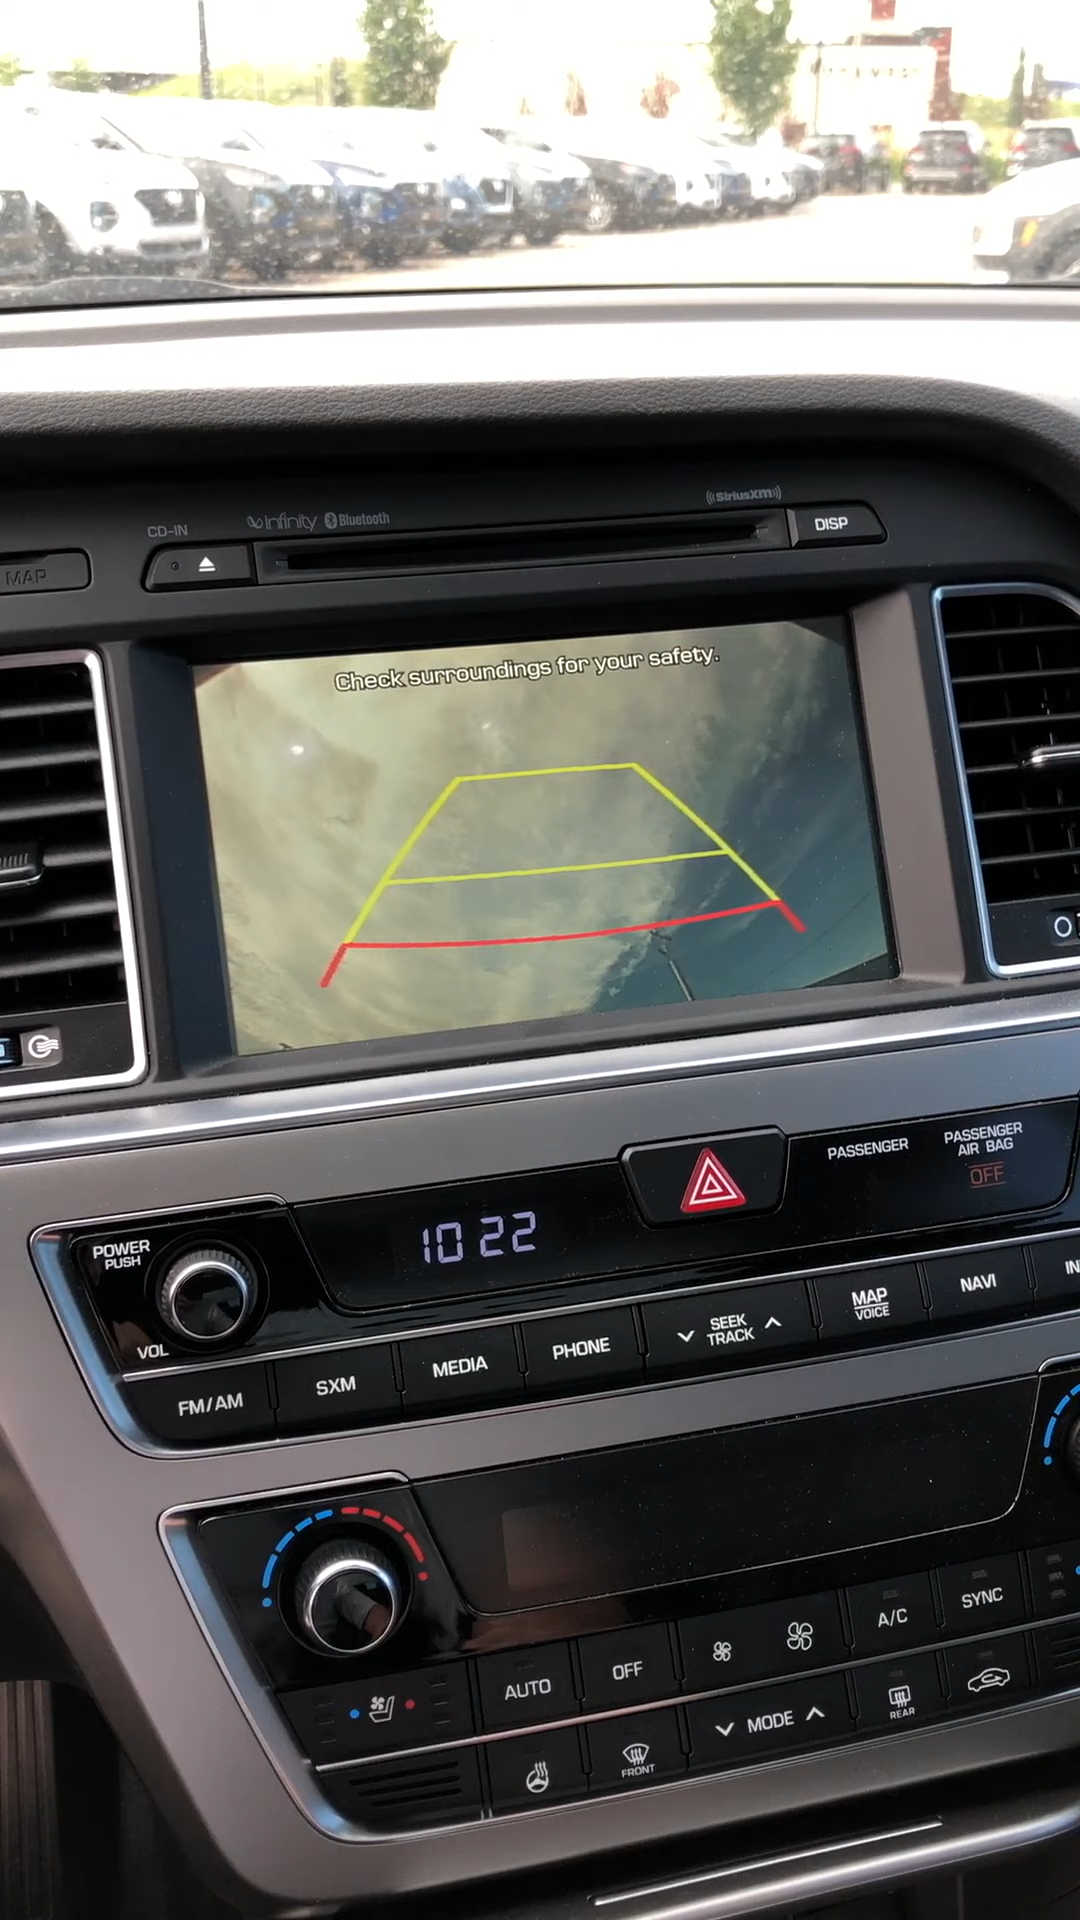 ((SiriusXM))
CD-IN
Infinity
Bluetooth
DISP
MAP
Check surroundings for your safety.
PASSENGER
PASSENGER
AIR BAG
OFF
10 22
POWER
PUSH
VOL
FM/AM
SXM
MEDIA
PHONE
SEEK
TRACK
MAP
VOICE
NAVI
AUTO
OFF
A/C
SYNC
FRONT
MODE
REAR